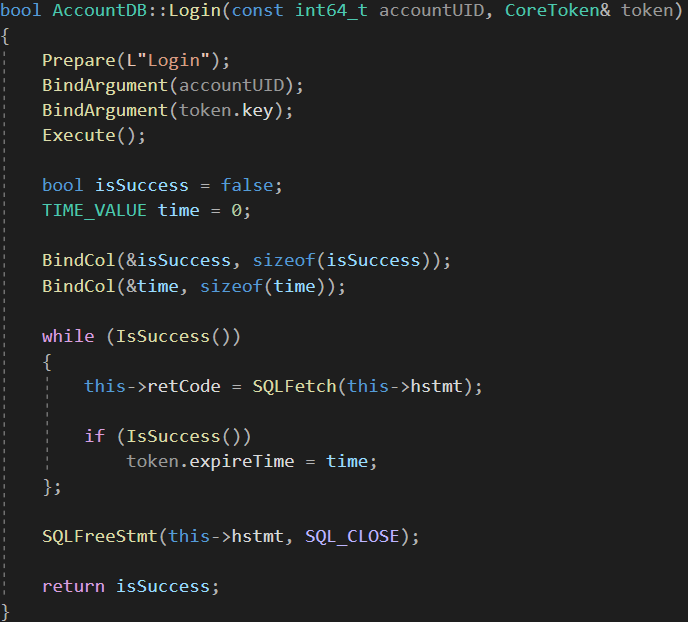 bool AccountDB::Login(const int64_t accountUID, CoreToken& token)
{
    Prepare(L"Login");
    BindArgument(accountUID);
    BindArgument(token.key);
    Execute();

    bool isSuccess = false;
    TIME_VALUE time = 0;

    BindCol(&isSuccess, sizeof(isSuccess));
    BindCol(&time, sizeof(time));

    while (IsSuccess())
    {
        this->retCode = SQLFetch(this->hstmt);

        if (IsSuccess())
            token.expireTime = time;
    };

    SQLFreeStmt(this->hstmt, SQL_CLOSE);

    return isSuccess;
}